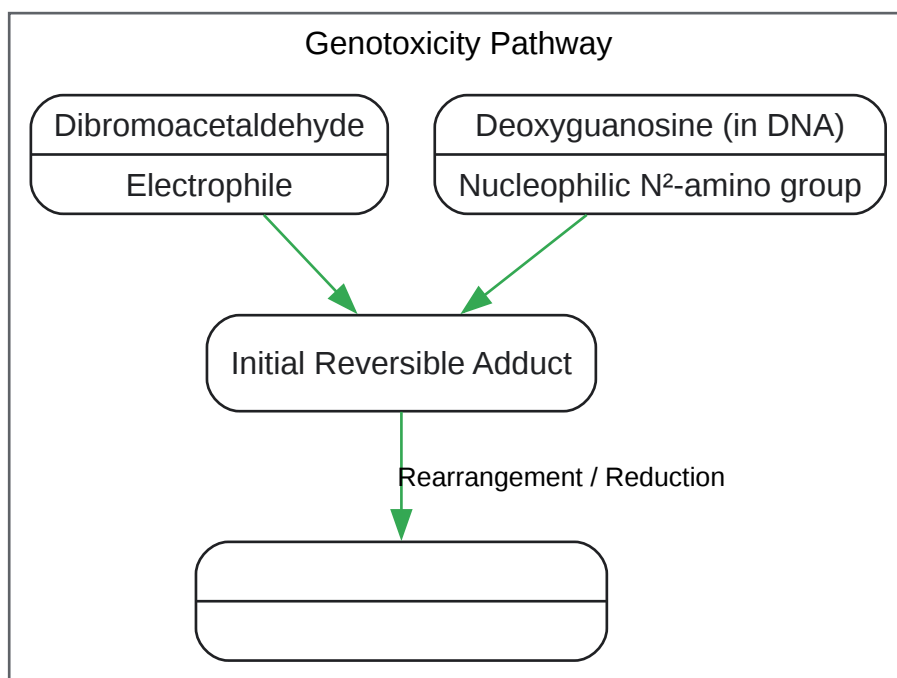 Genotoxicity Pathway
Dibromoacetaldehyde
Electrophile
Deoxyguanosine (in DNA)
Nucleophilic N²-amino group
Initial Reversible Adduct
Rearrangement / Reduction